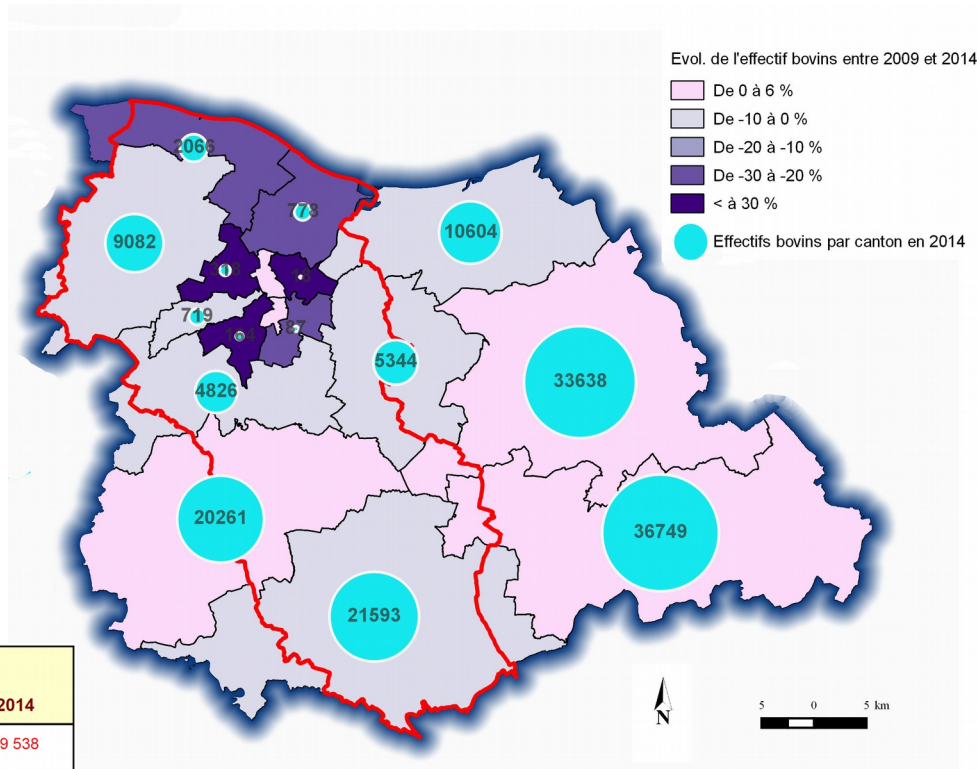 Evol. de l'effectif bovins entre 2009 et 2014
De 0 à 6 %
De -10 à 0 %
De -20 à -10 %
De -30 à -20 %
< à 30 %
Effectifs bovins par canton en 2014
2066
773
9082
10604
719
87
5344
33638
4826
20261
36749
21593
2014
9 538
N
5 0 5 km